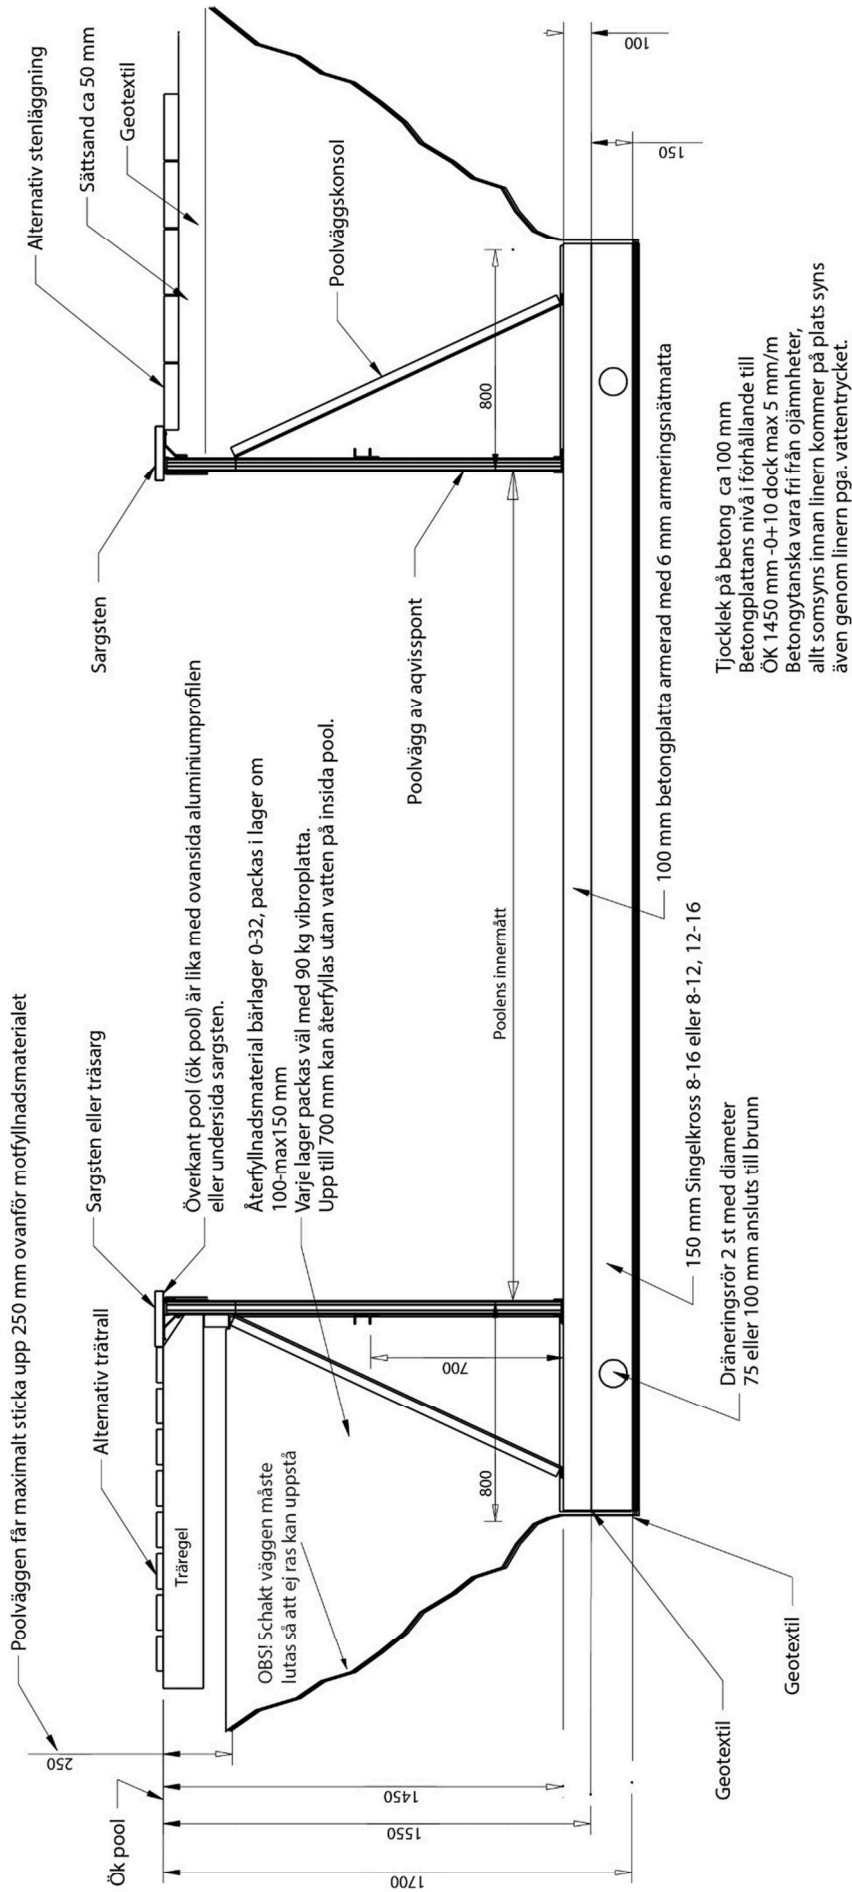 Poolväggen får maximalt sticka upp 250 mm ovanför motfyllnadsmaterialet
Alternativ trätrall
Sargsten eller träsarg
Överkant pool (ök pool) är lika med ovansida aluminiumprofilen
eller undersida sargsten.
Återfyllnadsmaterial bärlager 0-32, packas i lager om
100-max150 mm
Varje lager packas väl med 90 kg vibroplatta.
Upp till 700 mm kan återfyllas utan vatten på insida pool.
Sargsten
Alternativ stenläggning
Sättsand ca 50 mm
Geotextil
Ök pool
250
Träregel
OBS! Schakt väggen måste
lutas så att ej ras kan uppstå
Poolväggskonsol
Poolvägg av aqvisspont
700
800
Poolens innermått
800
1450
1550
1700
100
150
Geotextil
Geotextil
Dräneringsrör 2 st med diameter
75 eller 100 mm ansluts till brunn
150 mm Singelkross 8-16 eller 8-12, 12-16
100 mm betongplatta armerad med 6 mm armeringsnätmatta
Tjocklek på betong ca 100 mm
Betongplattans nivå i förhållande till
ÖK 1450 mm -0+10 dock max 5 mm/m
Betongytanska vara fri från ojämnheter,
allt somsyns innan linern kommer på plats syns
även genom linern pga. vattentrycket.